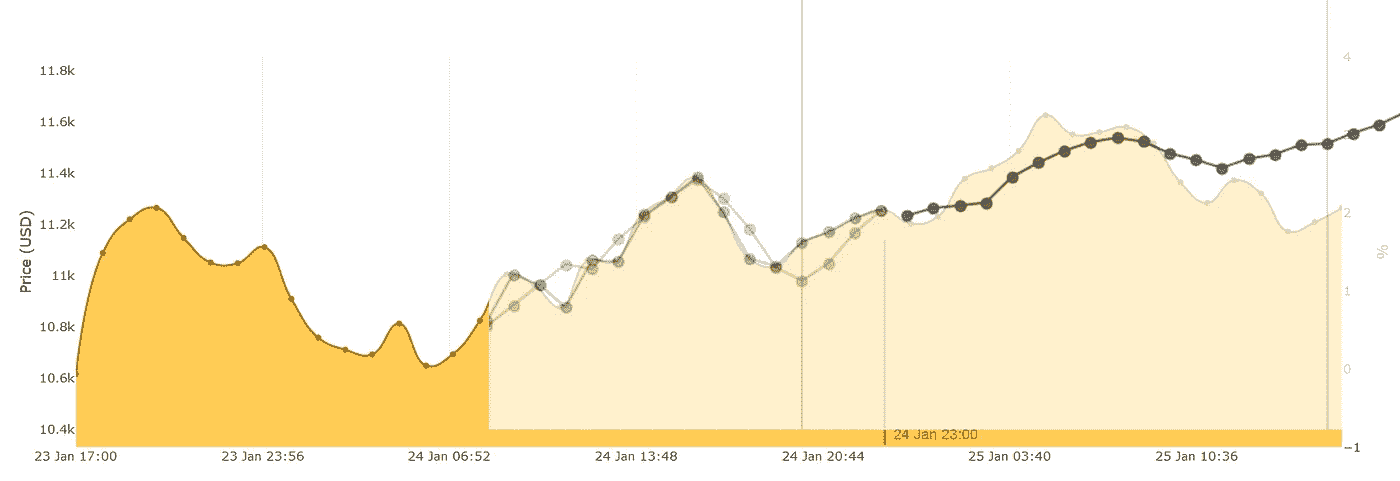 11.8k
11.6k
11.4k
11.2k
11k
10.8k
10.6k
10.4k
Price (USD)
4
2
1
0
−1
%
24 Jan 23:00
23 Jan 17:00
23 Jan 23:56
24 Jan 06:52
24 Jan 13:48
24 Jan 20:44
25 Jan 03:40
25 Jan 10:36